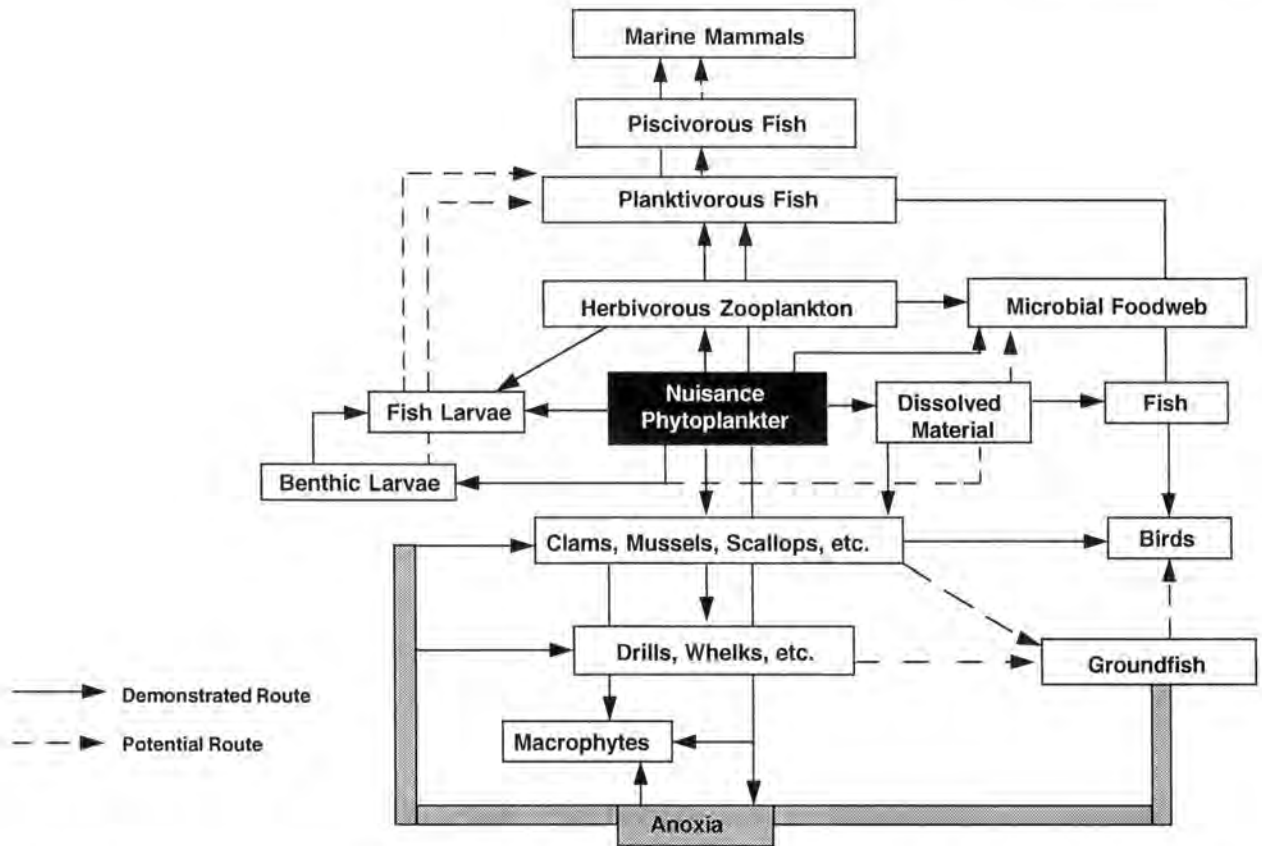 Marine Mammals
Piscivorous Fish
Planktivorous Fish
Herbivorous Zooplankton
Microbial Foodweb
Nuisance
Phytoplankter
Dissolved
Material
Fish
Fish Larvae
Benthic Larvae
Clams, Mussels, Scallops, etc.
Birds
Drills, Whelks, etc.
Groundfish
Demonstrated Route
Potential Route
Macrophytes
Anoxia